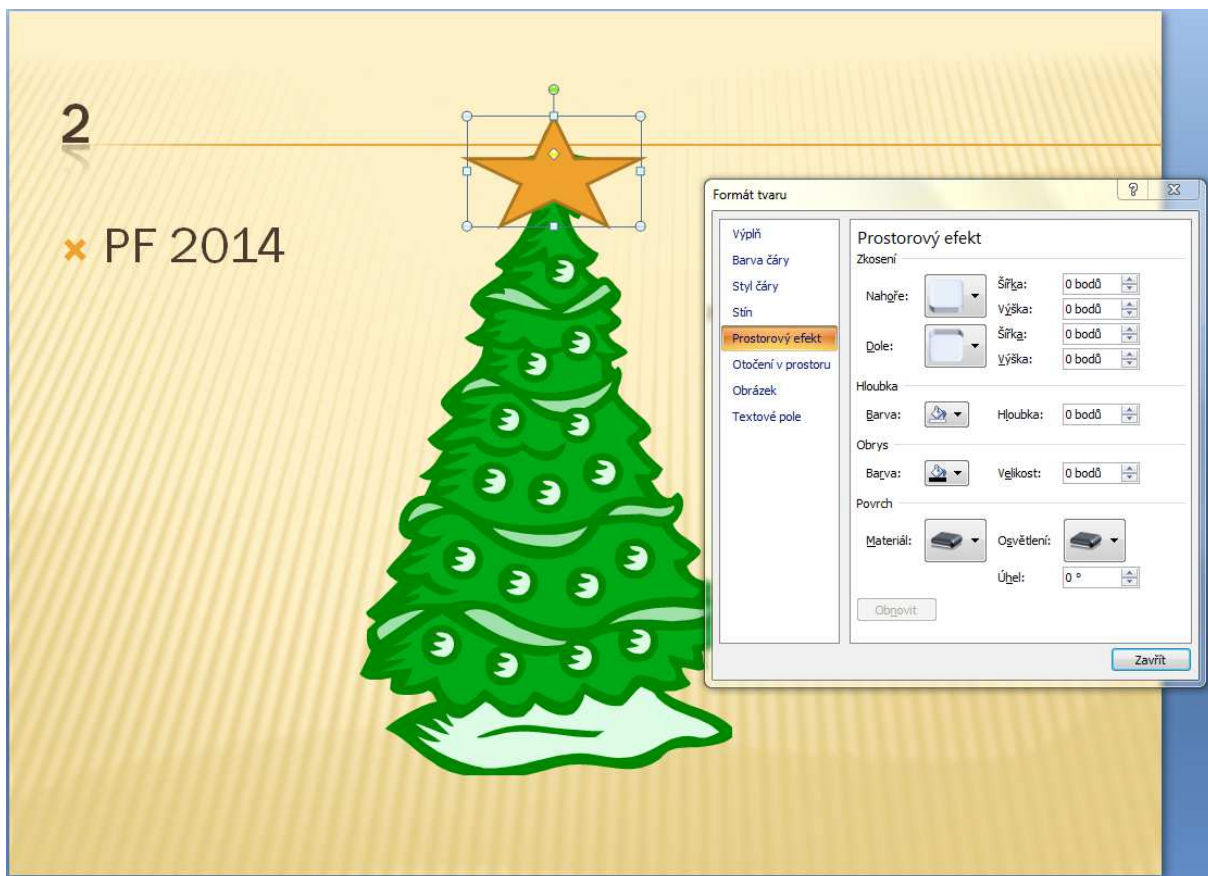 2
PF 2014
Formát tvaru
Výplň
Barva čáry
Styl čáry
Stín
Prostorový efekt
Otočení v prostoru
Obrázek
Textové pole
Prostorový efekt
Zkosení
Nahoře:
Šířka: 0 bodů
Výška: 0 bodů
Dole:
Šířka: 0 bodů
Výška: 0 bodů
Hloubka
Barva: Hloubka: 0 bodů
Obrys
Barva: Velikost: 0 bodů
Povrch
Materiál: Osvětlení:
Úhel: 0 °
Obnovit
Zavřít